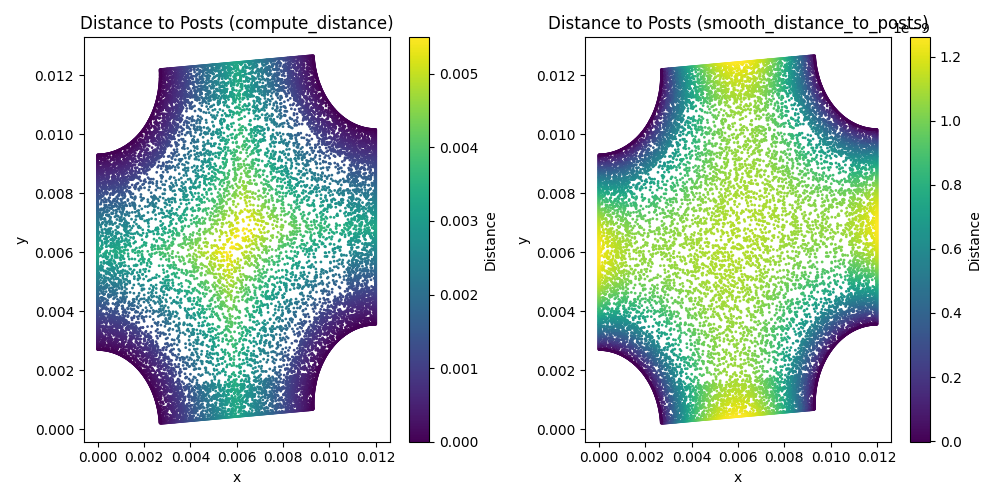 Distance to Posts (compute_distance)
0.012
0.010
0.008
0.006
0.004
0.002
0.000
y
0.000 0.002 0.004 0.006 0.008 0.010 0.012
x
0.005
0.004
0.003
0.002
0.001
0.000
Distance
Distance to Posts (smooth_distance_to_posts)
1e−9
0.012
0.010
0.008
0.006
0.004
0.002
0.000
y
0.000 0.002 0.004 0.006 0.008 0.010 0.012
x
1.2
1.0
0.8
0.6
0.4
0.2
0.0
Distance